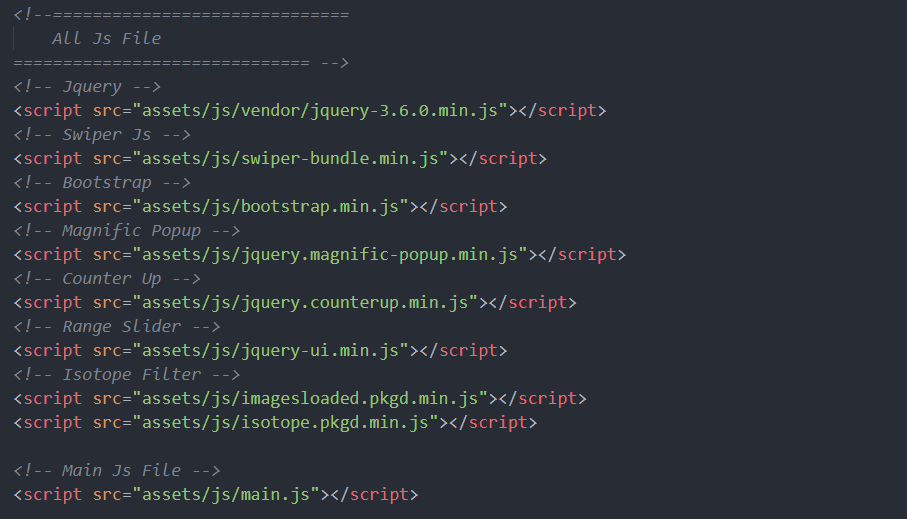 <!--==============================
    All Js File
============================== -->
<!-- Jquery -->
<script src="assets/js/vendor/jquery-3.6.0.min.js"></script>
<!-- Swiper Js -->
<script src="assets/js/swiper-bundle.min.js"></script>
<!-- Bootstrap -->
<script src="assets/js/bootstrap.min.js"></script>
<!-- Magnific Popup -->
<script src="assets/js/jquery.magnific-popup.min.js"></script>
<!-- Counter Up -->
<script src="assets/js/jquery.counterup.min.js"></script>
<!-- Range Slider -->
<script src="assets/js/jquery-ui.min.js"></script>
<!-- Isotope Filter -->
<script src="assets/js/imagesloaded.pkgd.min.js"></script>
<script src="assets/js/isotope.pkgd.min.js"></script>
<!-- Main Js File -->
<script src="assets/js/main.js"></script>